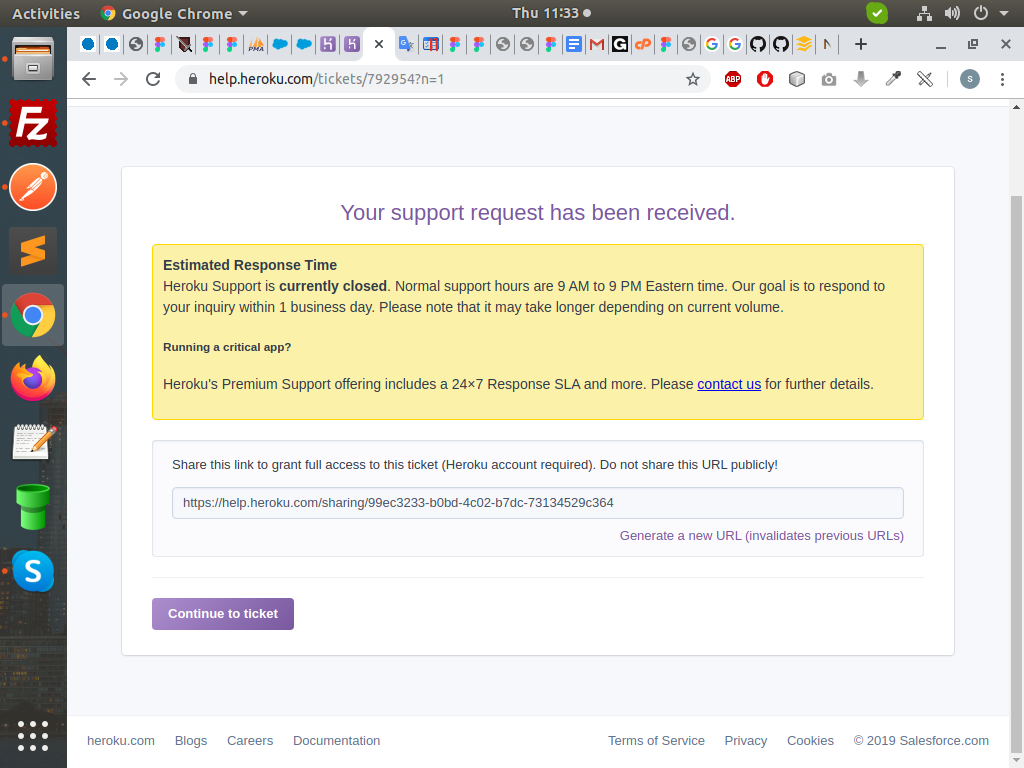 Activities
Google Chrome
Thu 11:33
help.heroku.com/tickets/792954?n=1
ABP
S
Your support request has been received.
Estimated Response Time
Heroku Support is currently closed. Normal support hours are 9 AM to 9 PM Eastern time. Our goal is to respond to
your inquiry within 1 business day. Please note that it may take longer depending on current volume.
Running a critical app?
Heroku's Premium Support offering includes a 24×7 Response SLA and more. Please contact us for further details.
Share this link to grant full access to this ticket (Heroku account required). Do not share this URL publicly!
https://help.heroku.com/sharing/99ec3233-b0bd-4c02-b7dc-73134529c364
Generate a new URL (invalidates previous URLs)
Continue to ticket
heroku.com Blogs Careers Documentation
Terms of Service Privacy Cookies © 2019 Salesforce.com